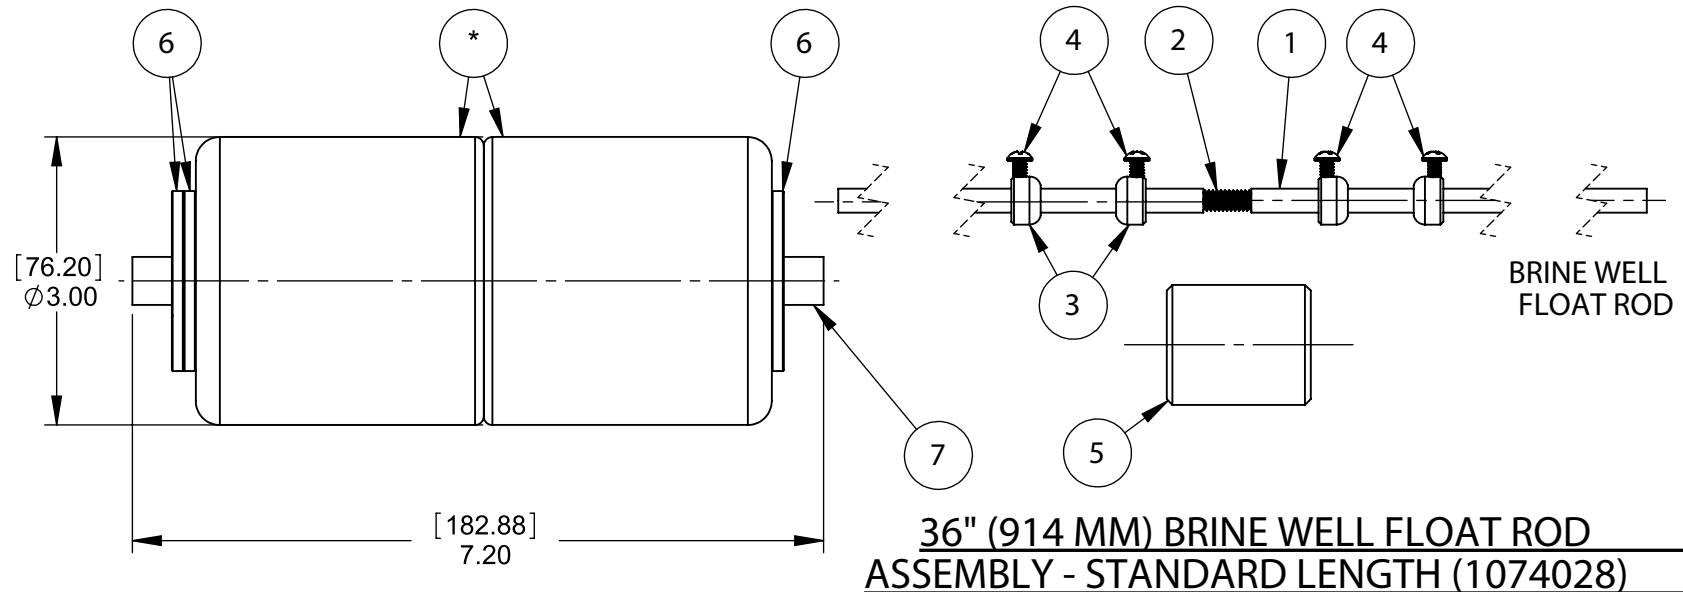 6
*
6
4
2
1
4
[76.20]
Ø3.00
3
BRINE WELL
FLOAT ROD
7
5
[182.88]
7.20
36" (914 MM) BRINE WELL FLOAT ROD
ASSEMBLY - STANDARD LENGTH (1074028)